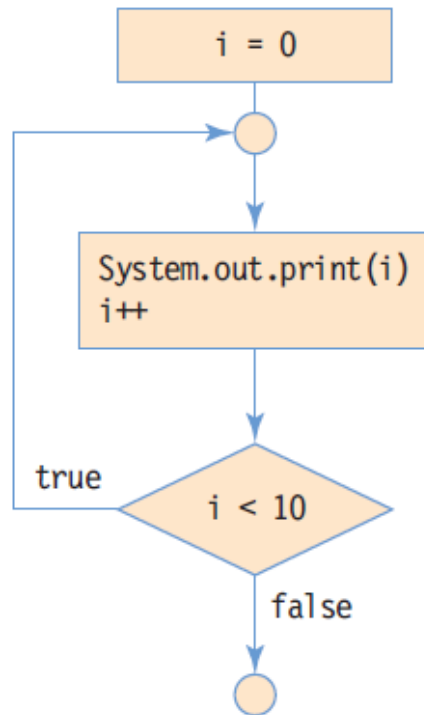 i = 0
System.out.print(i)
i++
true
i < 10
false